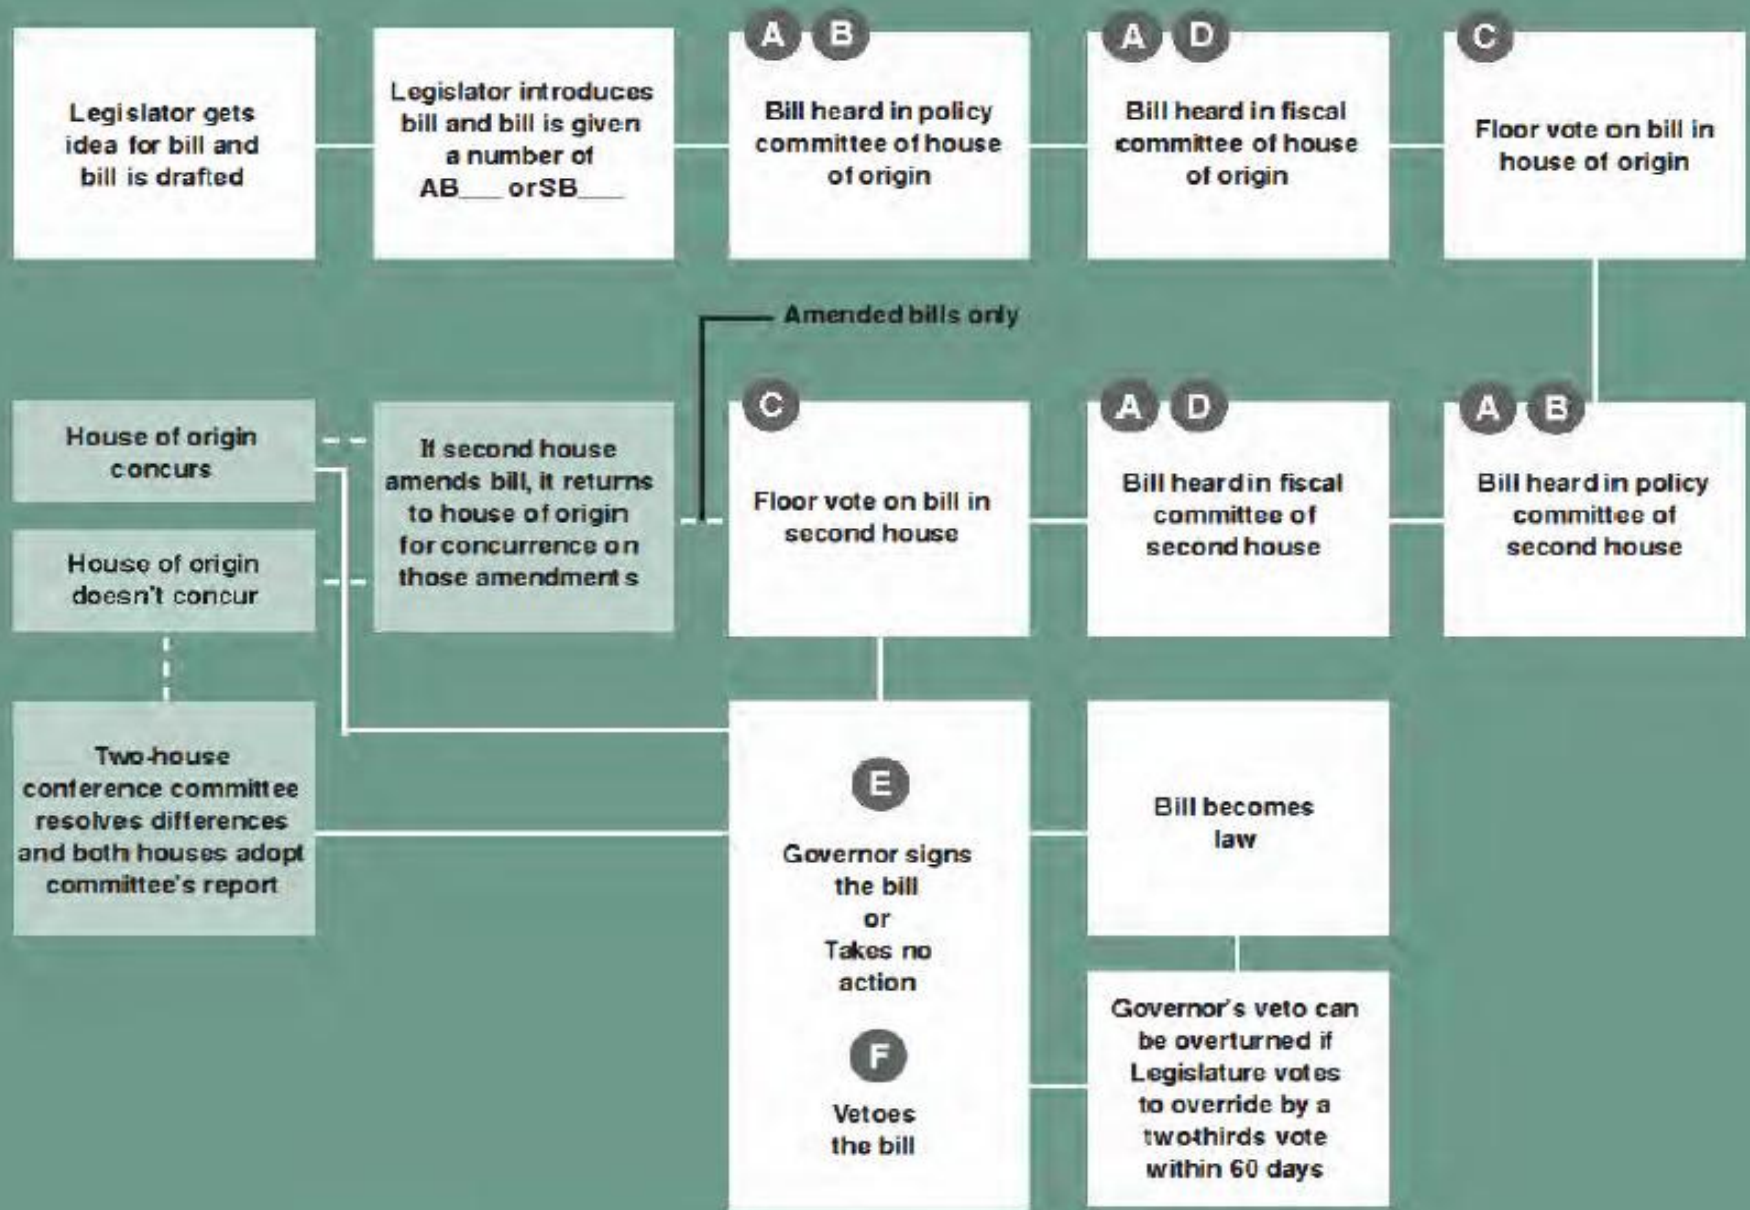 Legislator gets
idea for bill and
bill is drafted
Legislator introduces
bill and bill is given
a number of
AB___ orSB___
A B
Bill heard in policy
committee of house
of origin
A D
Bill heard in fiscal
committee of house
of origin
C
Floor vote on bill in
house of origin
Amended bills only
House of origin
concurs
House of origin
doesn't concur
If second house
amends bill, it returns
to house of origin
for concurrence on
those amendments
C
Floor vote on bill in
second house
A D
Bill heard in fiscal
committee of
second house
A B
Bill heard in policy
committee of
second house
Two-house
conference committee
resolves differences
and both houses adopt
committee's report
E
Governor signs
the bill
or
Takes no
action
F
Vetoes
the bill
Bill becomes
law
Governor's veto can
be overturned if
Legislature votes
to override by a
two-thirds vote
within 60 days